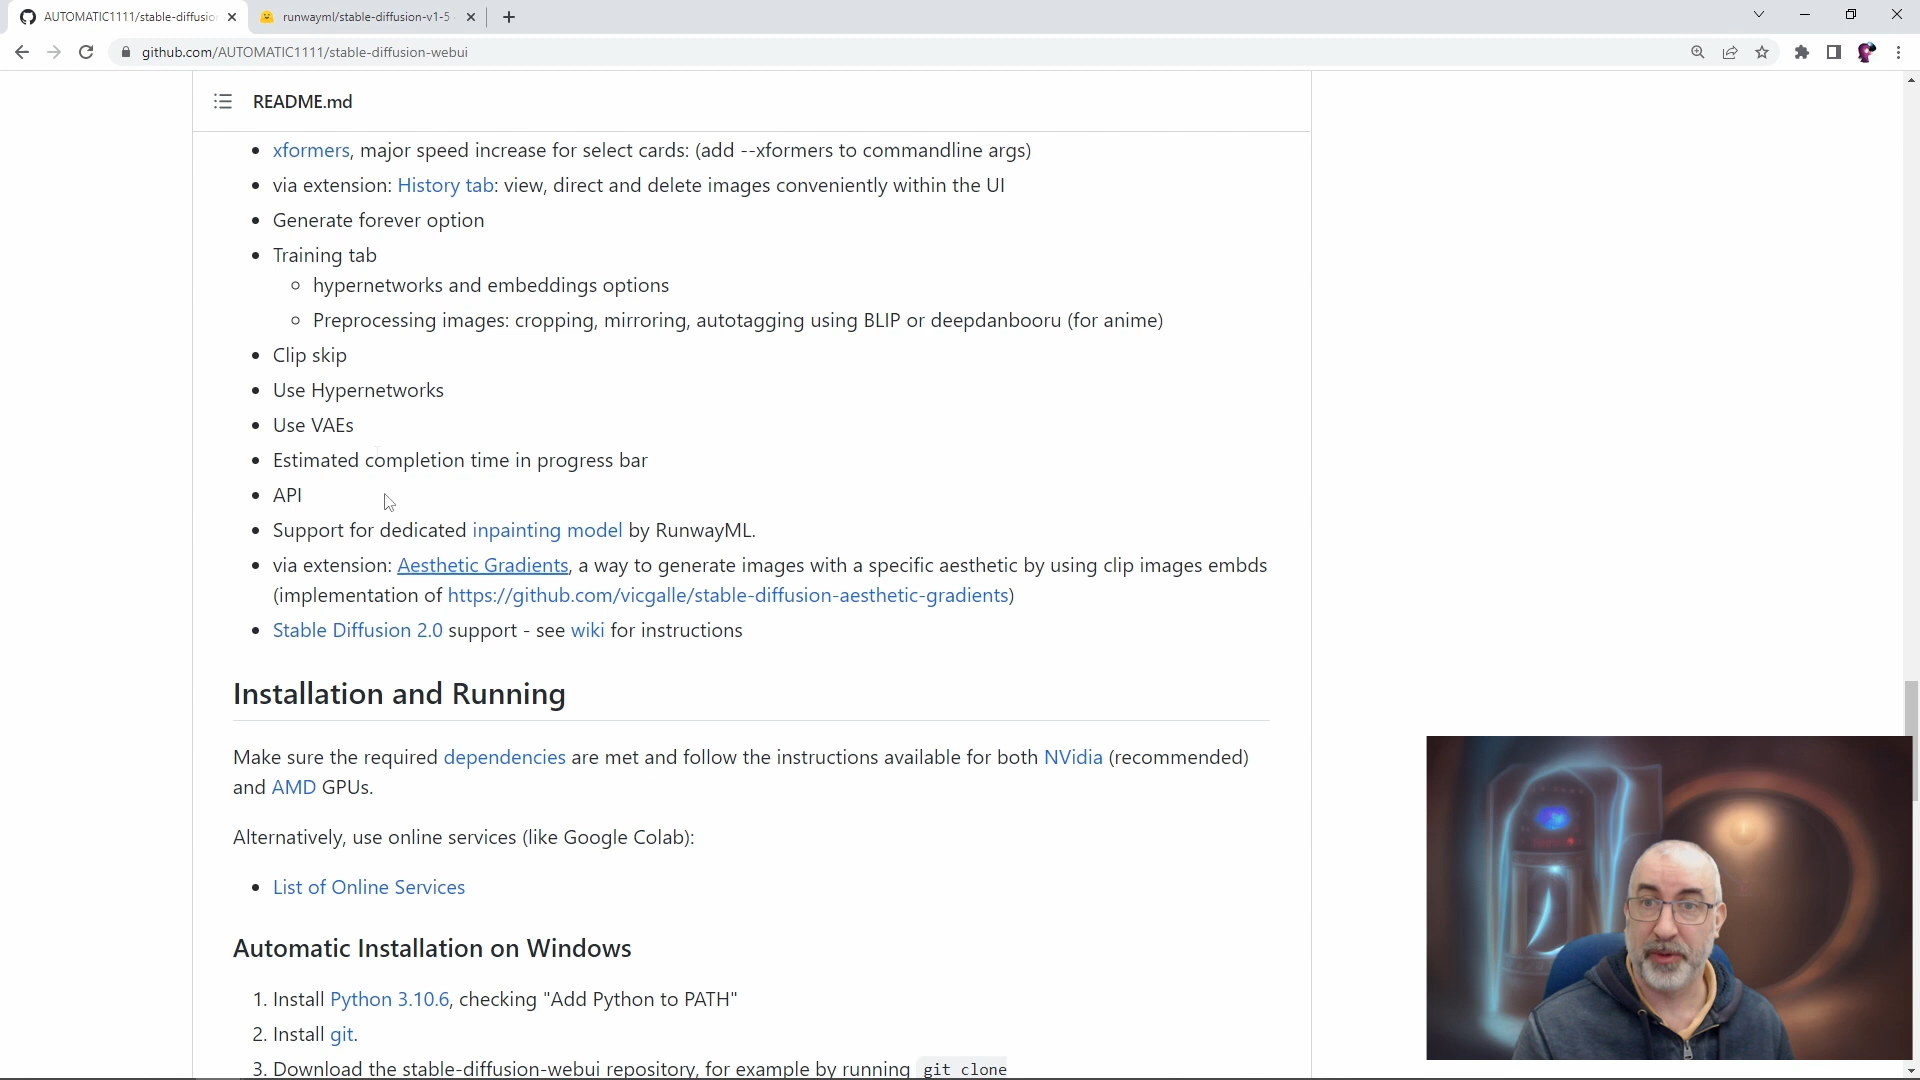 AUTOMATIC1111/stable-diffusion
runwayml/stable-diffusion-v1-5
github.com/AUTOMATIC1111/stable-diffusion-webui
README.md
xformers, major speed increase for select cards: (add --xformers to commandline args)
via extension: History tab: view, direct and delete images conveniently within the UI
Generate forever option
Training tab
hypernetworks and embeddings options
Preprocessing images: cropping, mirroring, autotagging using BLIP or deepdanbooru (for anime)
Clip skip
Use Hypernetworks
Use VAEs
Estimated completion time in progress bar
API
Support for dedicated inpainting model by RunwayML.
via extension: Aesthetic Gradients, a way to generate images with a specific aesthetic by using clip images embds
(implementation of https://github.com/vicgalle/stable-diffusion-aesthetic-gradients)
Stable Diffusion 2.0 support - see wiki for instructions
Installation and Running
Make sure the required dependencies are met and follow the instructions available for both NVidia (recommended)
and AMD GPUs.
Alternatively, use online services (like Google Colab):
List of Online Services
Automatic Installation on Windows
1. Install Python 3.10.6, checking "Add Python to PATH"
2. Install git.
3. Download the stable-diffusion-webui repository, for example by running git clone